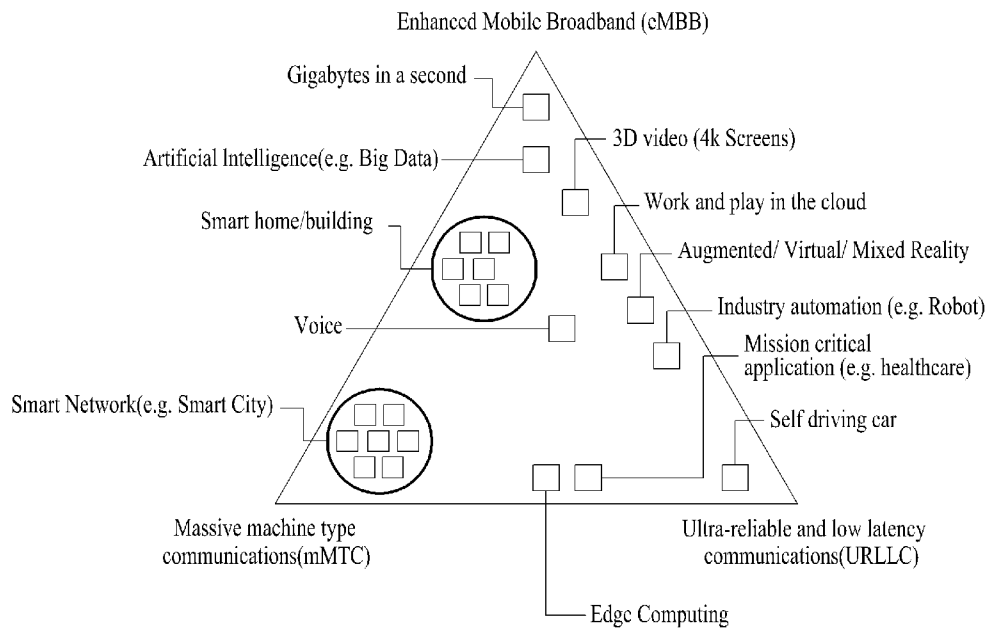 Enhanced Mobile Broadband (eMBB)
Gigabytes in a second
3D video (4k Screens)
Artificial Intelligence(e.g. Big Data)
Work and play in the cloud
Smart home/building
Augmented/ Virtual/ Mixed Reality
Industry automation (e.g. Robot)
Voice
Mission critical
application (e.g. healthcare)
Smart Network(e.g. Smart City)
Self driving car
Massive machine type
communications(mMTC)
Ultra-reliable and low latency
communications(URLLC)
Edge Computing